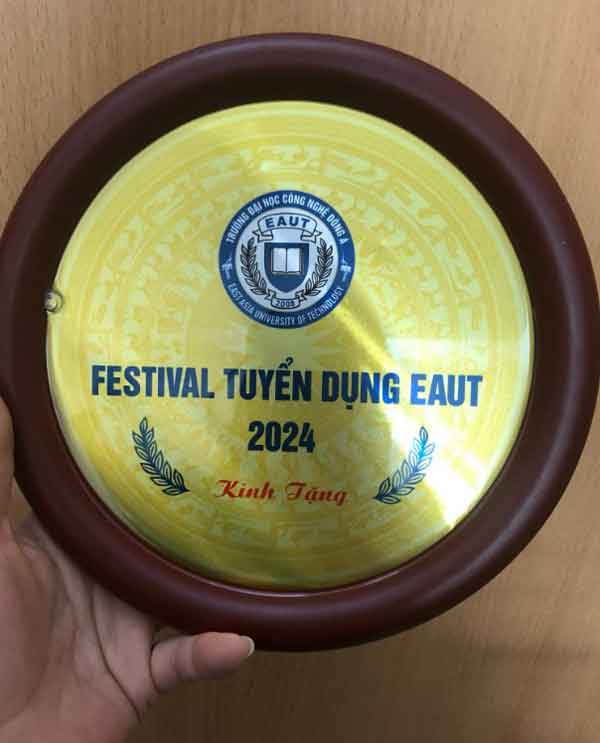 TRƯỜNG ĐẠI HỌC CÔNG NGHỆ ĐÔNG Á
EAUT
2008
EAST ASIA UNIVERSITY OF TECHNOLOGY
FESTIVAL TUYỂN DỤNG EAUT
2024
Kính Tặng